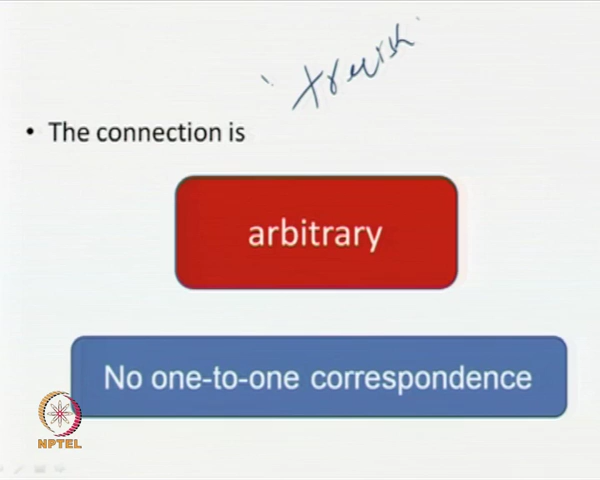 • The connection is
arbitrary
No one-to-one correspondence
NPTEL